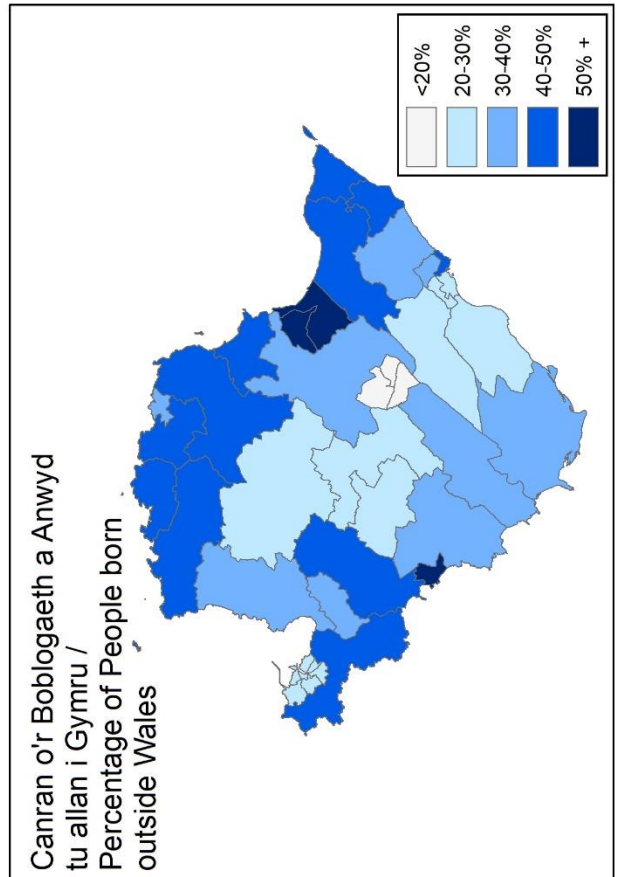 Canran o'r Boblogaeth a Anwyd
tu allan i Gymru /
Percentage of People born
outside Wales
<20%
20-30%
30-40%
40-50%
50% +